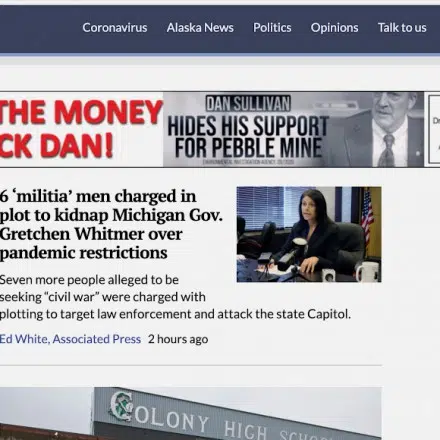 Coronavirus Alaska News Politics Opinions Talk to us
THE MONEY
CK DAN!
DAN SULLIVAN
HIDES HIS SUPPORT
FOR PEBBLE MINE
6 ‘militia’ men charged in
plot to kidnap Michigan Gov.
Gretchen Whitmer over
pandemic restrictions
Seven more people alleged to be
seeking “civil war” were charged with
plotting to target law enforcement and attack the state Capitol.
Ed White, Associated Press 2 hours ago
COLONY HIGH SCHOOL